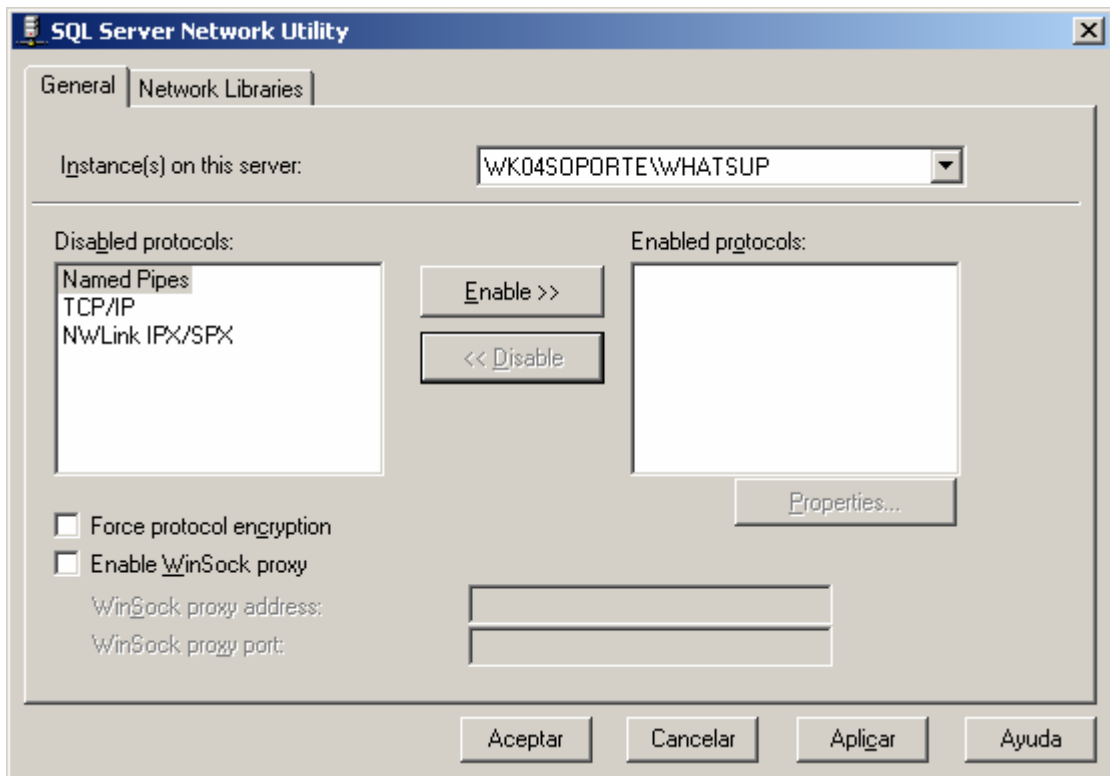 SQL Server Network Utility
General
Network Libraries
Instance(s) on this server:
WK04SOPORTE\WHATSUP
Disabled protocols:
Enabled protocols:
Named Pipes
TCP/IP
NWLink IPX/SPX
Enable >>
<< Disable
Properties...
Force protocol encryption
Enable WinSock proxy
WinSock proxy address:
WinSock proxy port:
Aceptar
Cancelar
Aplicar
Ayuda